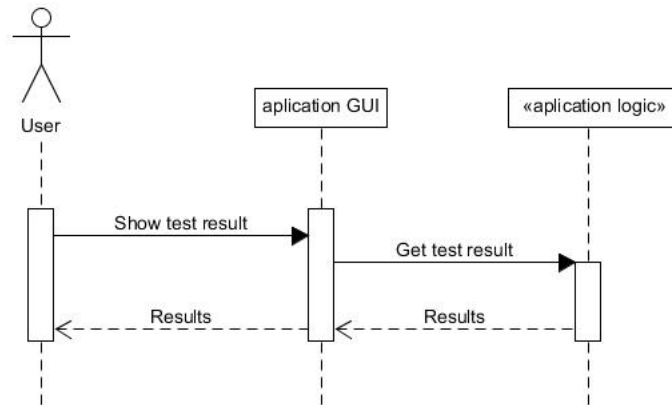 User
aplication GUI
«aplication logic»
Show test result
Get test result
Results
Results